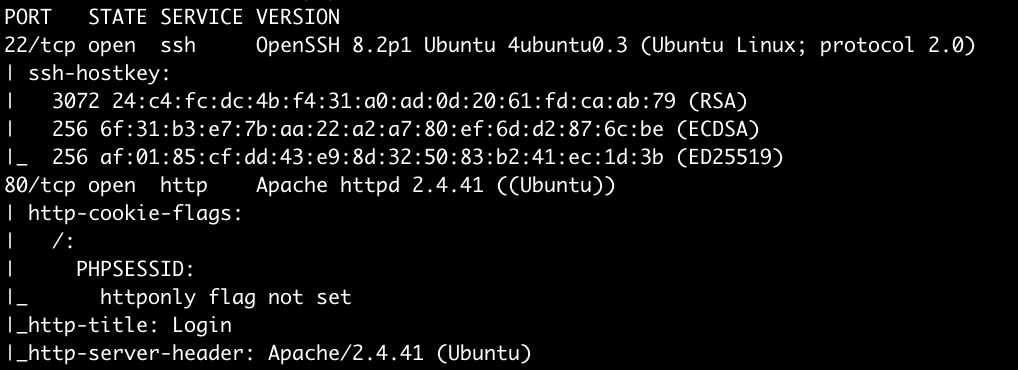 PORT   STATE SERVICE VERSION
22/tcp open  ssh     OpenSSH 8.2p1 Ubuntu 4ubuntu0.3 (Ubuntu Linux; protocol 2.0)
| ssh-hostkey:
|   3072 24:c4:fc:dc:4b:f4:31:a0:ad:0d:20:61:fd:ca:ab:79 (RSA)
|   256 6f:31:b3:e7:7b:aa:22:a2:a7:80:ef:6d:d2:87:6c:be (ECDSA)
|_  256 af:01:85:cf:dd:43:e9:8d:32:50:83:b2:41:ec:1d:3b (ED25519)
80/tcp open  http    Apache httpd 2.4.41 ((Ubuntu))
| http-cookie-flags:
|   /:
|     PHPSESSID:
|_      httponly flag not set
|_http-title: Login
|_http-server-header: Apache/2.4.41 (Ubuntu)